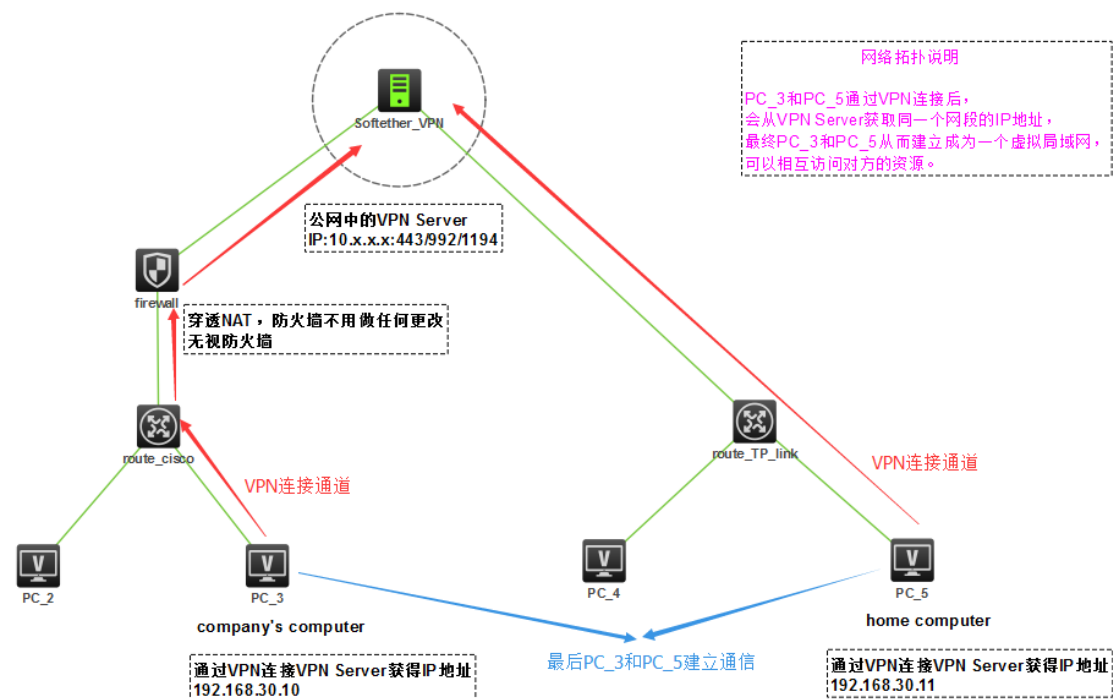 网络拓扑说明
PC_3和PC_5通过VPN连接后，
会从VPN Server获取同一个网段的IP地址，
最终PC_3和PC_5从而建立成为一个虚拟局域网，
可以相互访问对方的资源。
Softether_VPN
公网中的VPN Server
IP:10.x.x.x:443/992/1194
firewall
穿透NAT，防火墙不用做任何更改
无视防火墙
route_cisco
route_TP_link
VPN连接通道
VPN连接通道
PC_2
PC_3
PC_4
PC_5
company's computer
home computer
最后PC_3和PC_5建立通信
通过VPN连接VPN Server获得IP地址
192.168.30.10
通过VPN连接VPN Server获得IP地址
192.168.30.11